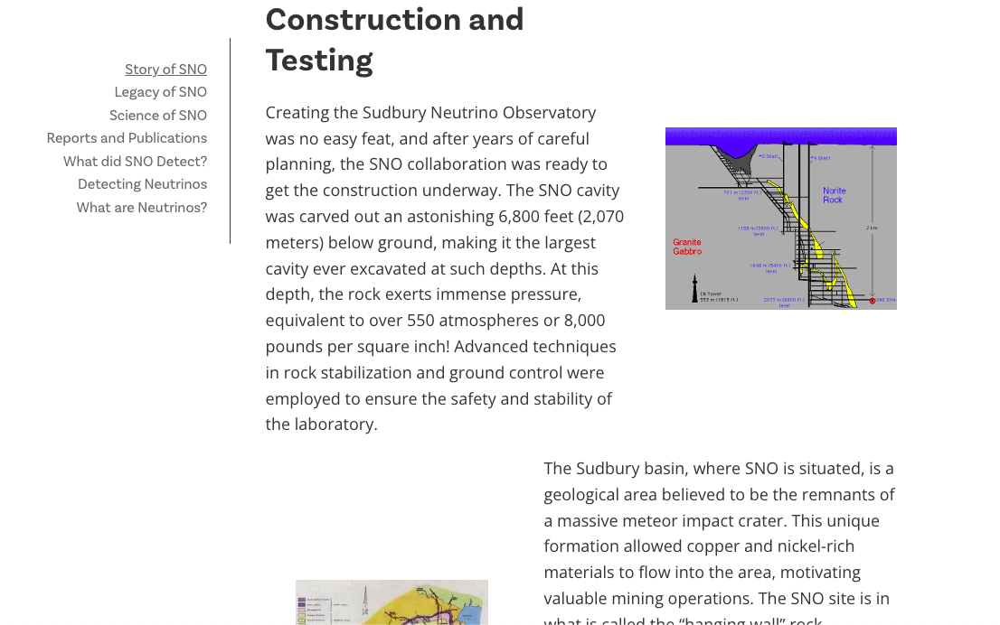 Construction and
Testing
Story of SNO
Legacy of SNO
Science of SNO
Reports and Publications
What did SNO Detect?
Detecting Neutrinos
What are Neutrinos?
Creating the Sudbury Neutrino Observatory
was no easy feat, and after years of careful
planning, the SNO collaboration was ready to
get the construction underway. The SNO cavity
was carved out an astonishing 6,800 feet (2,070
meters) below ground, making it the largest
cavity ever excavated at such depths. At this
depth, the rock exerts immense pressure,
equivalent to over 550 atmospheres or 8,000
pounds per square inch! Advanced techniques
in rock stabilization and ground control were
employed to ensure the safety and stability of
the laboratory.
#5 Shaft
#9 Shaft
701 m (2300 ft.)
level
Norite
Rock
1158 m (3800 ft.)
level
2 km
Granite
Gabbro
1646 m (5400 ft.)
level
CN Tower
553 m (1815 ft.)
2073 m (6800 ft.)
level
SNO Site
The Sudbury basin, where SNO is situated, is a
geological area believed to be the remnants of
a massive meteor impact crater. This unique
formation allowed copper and nickel-rich
materials to flow into the area, motivating
valuable mining operations. The SNO site is in
what is called the “hanging wall” rock